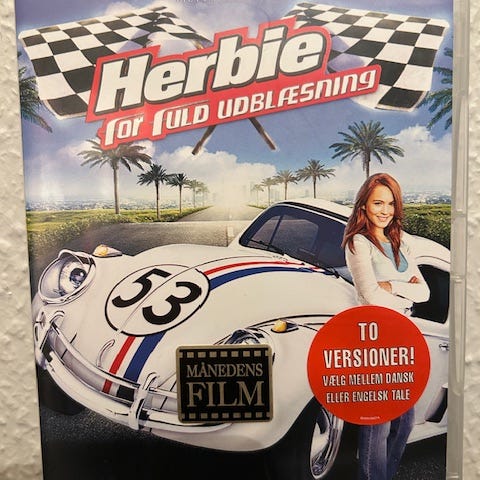 Herbie
FOR FULD UDBLÆSNING
53
MÅNEDENS
FILM
TO
VERSIONER!
VÆLG MELLEM DANSK
ELLER ENGELSK TALE